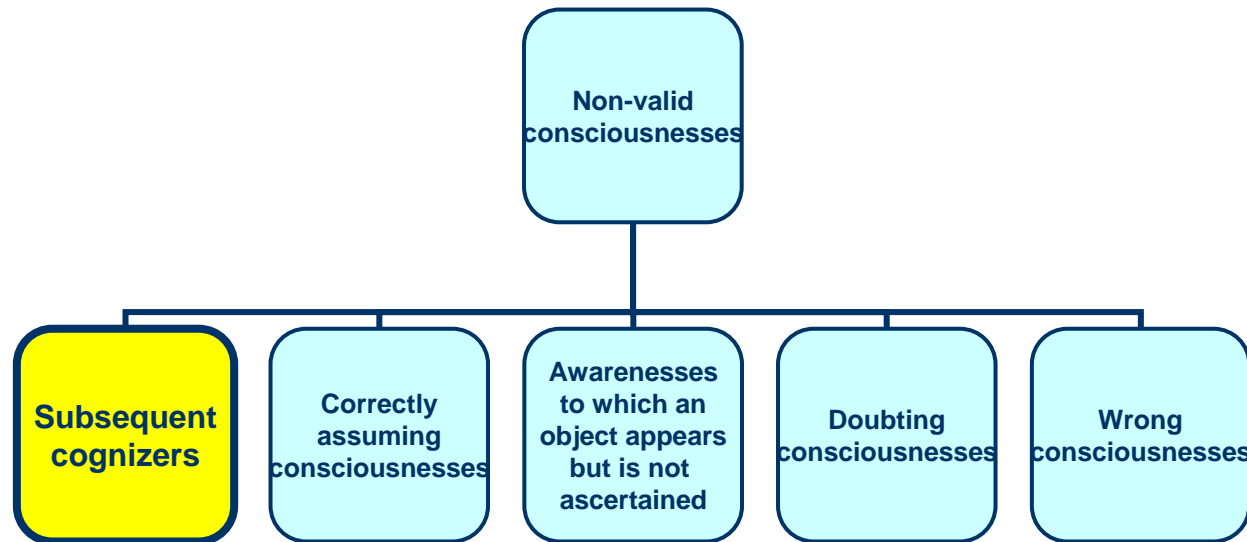 Non-valid
consciousnesses
Subsequent
cognizers
Correctly
assuming
consciousnesses
Awarenesses
to which an
object appears
but is not
ascertained
Doubting
consciousnesses
Wrong
consciousnesses